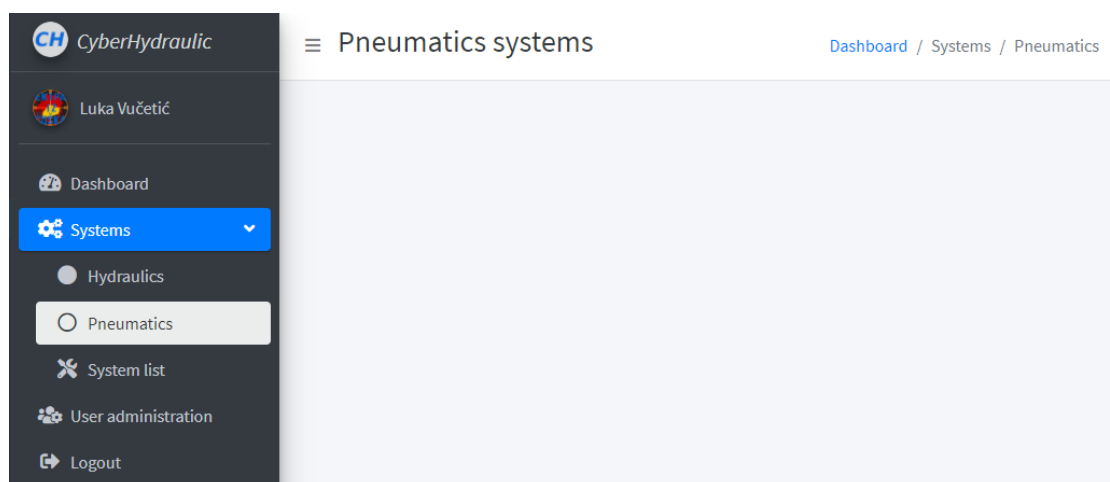 CH CyberHydraulic
Pneumatics systems
Dashboard / Systems / Pneumatics
Luka Vučetić
Dashboard
Systems
Hydraulics
Pneumatics
System list
User administration
Logout